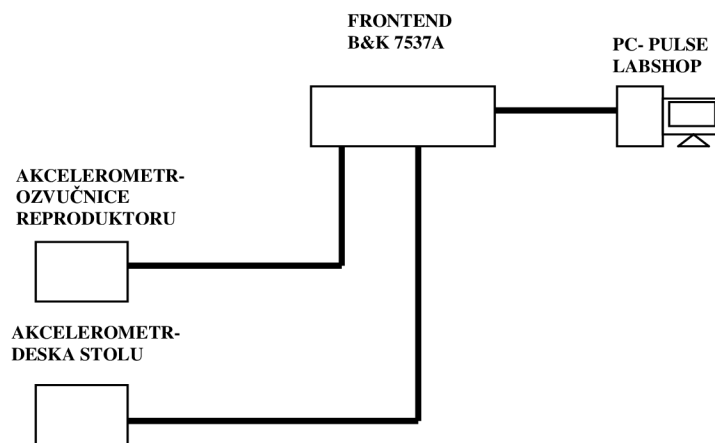 FRONTEND
B&K 7537A
PC- PULSE
LABSHOP
AKCELEROMETR-
OZVUČNICE
REPRODUKTORU
AKCELEROMETR-
DESKA STOLU